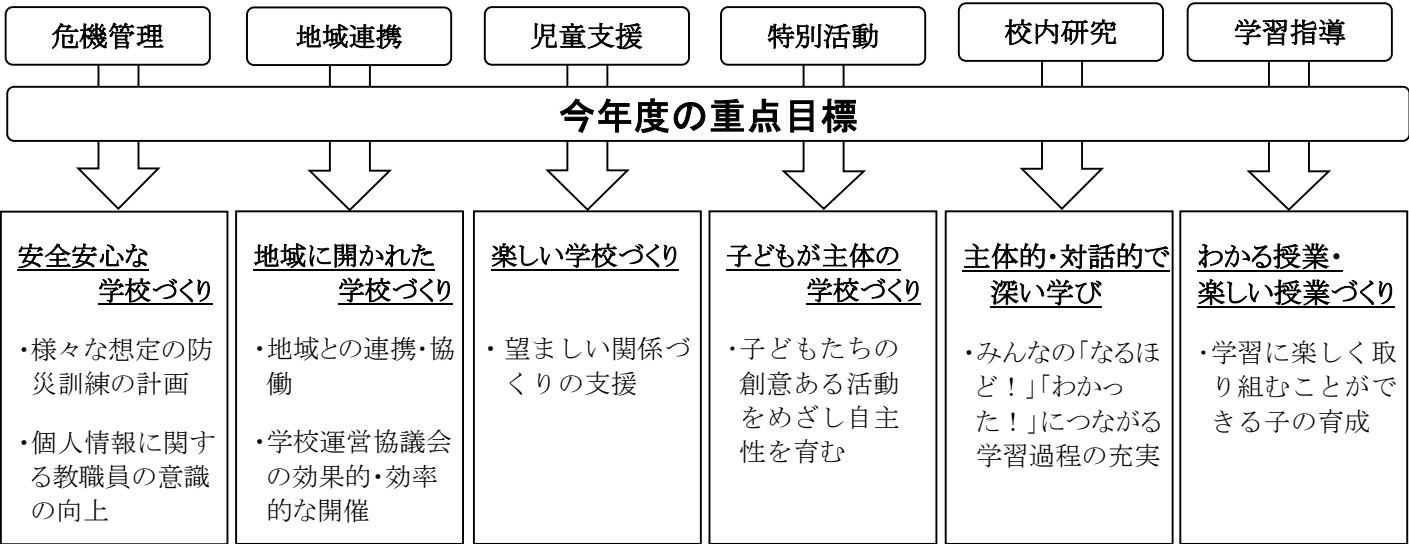 危機管理
地域連携
児童支援
特別活動
校内研究
学習指導
今年度の重点目標
安全安心な
学校づくり
・様々な想定の防
災訓練の計画
・個人情報に関す
る教職員の意識
の向上
地域に開かれた
学校づくり
・地域との連携・協
働
・学校運営協議会
の効果的・効率
的な開催
楽しい学校づくり
・望ましい関係づ
くりの支援
子どもが主体の
学校づくり
・子どもたちの
創意ある活動
をめざし自主
性を育む
主体的・対話的で
深い学び
・みんなの「なるほ
ど！」「わかっ
た！」につながる
学習過程の充実
わかる授業・
楽しい授業づくり
・学習に楽しく取
り組むことがで
きる子の育成